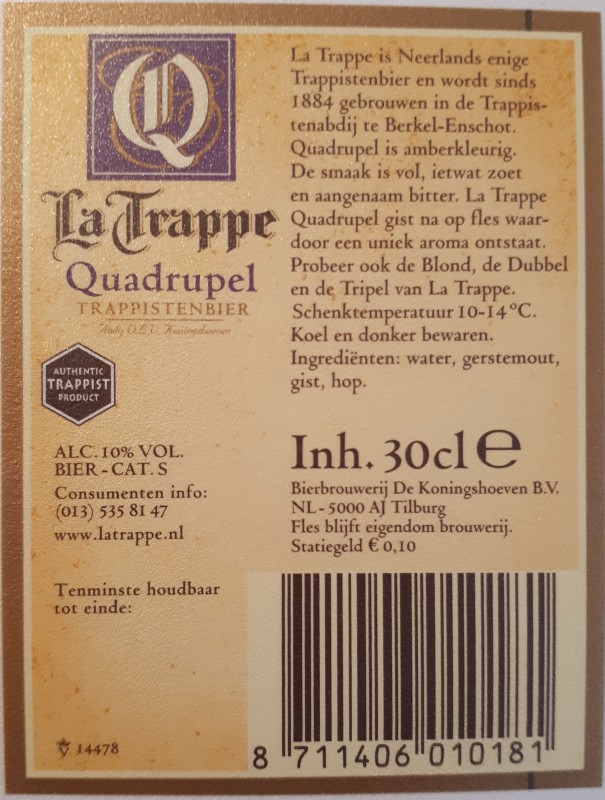 Q
La Trappe
Quadrupel
TRAPPISTENBIER
Abdij O.L.V. Koningshoeven
AUTHENTIC
TRAPPIST
PRODUCT
ALC. 10% VOL.
BIER - CAT. S
Consumenten info:
(013) 535 81 47
www.latrappe.nl
Tenminste houdbaar
tot einde:
14478
La Trappe is Neerlands enige
Trappistenbier en wordt sinds
1884 gebrouwen in de Trappis-
tenabdij te Berkel-Enschot.
Quadrupel is amberkleurig.
De smaak is vol, ietwat zoet
en aangenaam bitter. La Trappe
Quadrupel gist na op fles waar-
door een uniek aroma ontstaat.
Probeer ook de Blond, de Dubbel
en de Tripel van La Trappe.
Schenktemperatuur 10-14 °C.
Koel en donker bewaren.
Ingrediënten: water, gerstemout,
gist, hop.
Inh. 30cl e
Bierbrouwerij De Koningshoeven B.V.
NL - 5000 AJ Tilburg
Fles blijft eigendom brouwerij.
Statiegeld € 0,10
8 711406 010181